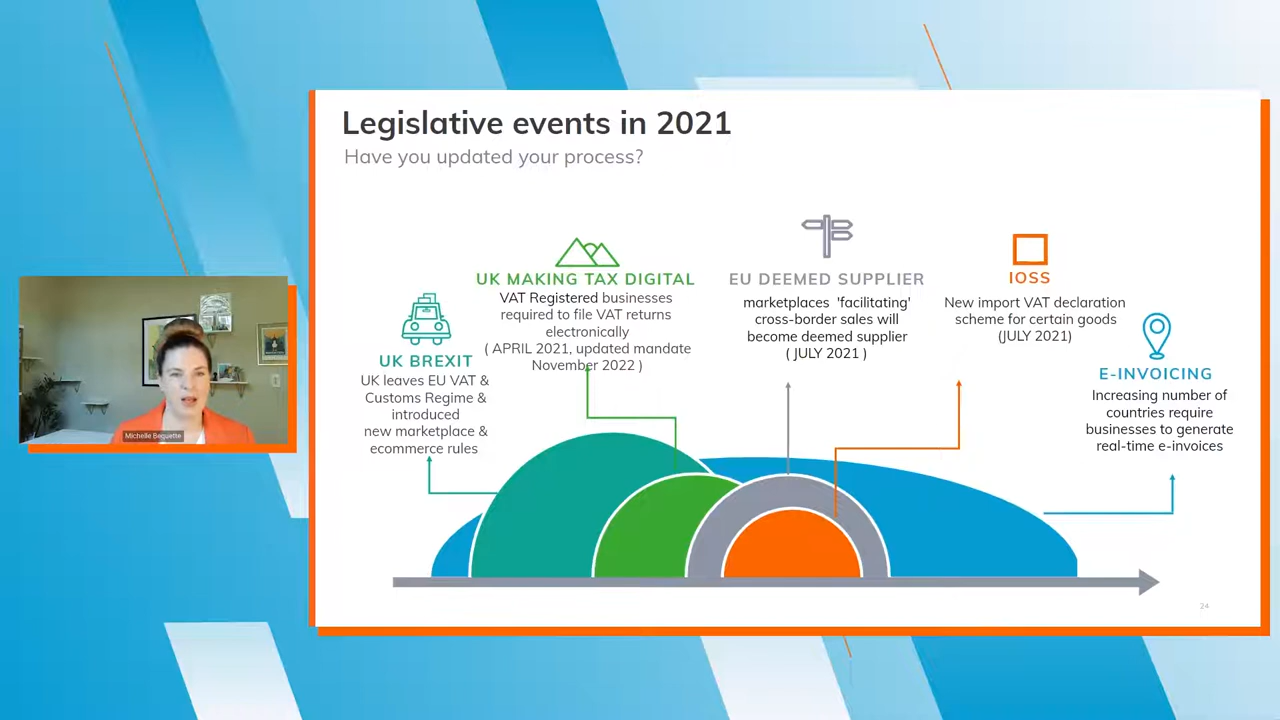 Legislative events in 2021
Have you updated your process?
UK BREXIT
UK leaves EU VAT &
Customs Regime &
introduced
new marketplace &
ecommerce rules
UK MAKING TAX DIGITAL
VAT Registered businesses
required to file VAT returns
electronically
( APRIL 2021, updated mandate
November 2022 )
EU DEEMED SUPPLIER
marketplaces 'facilitating'
cross-border sales will
become deemed supplier
( JULY 2021 )
IOSS
New import VAT declaration
scheme for certain goods
(JULY 2021)
E-INVOICING
Increasing number of
countries require
businesses to generate
real-time e-invoices
24